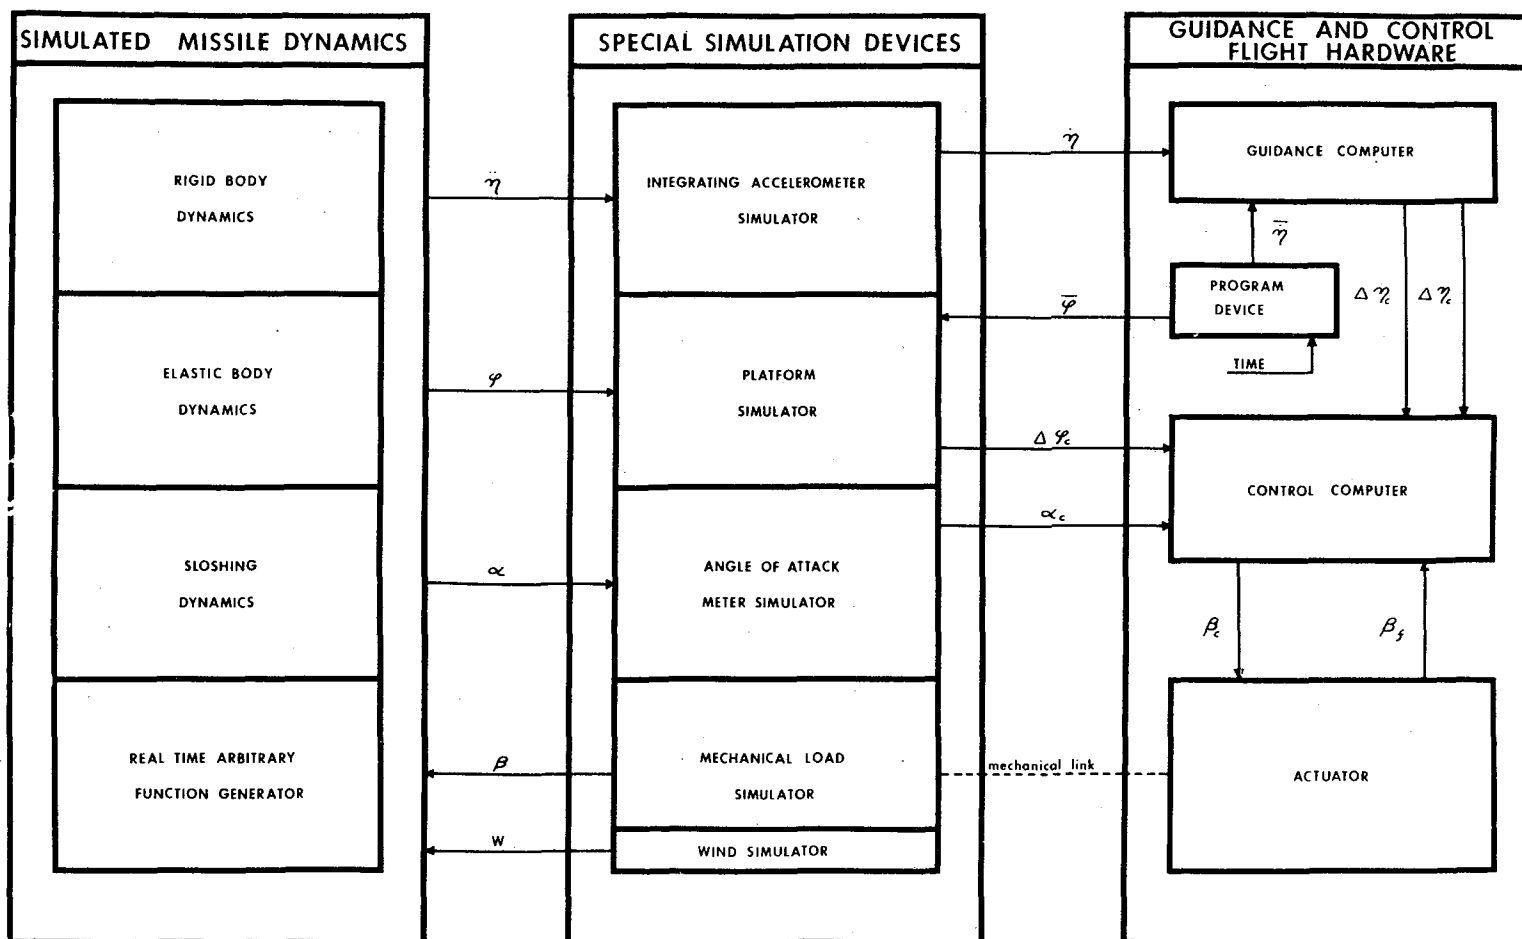 SIMULATED MISSILE DYNAMICS
RIGID BODY
DYNAMICS
ELASTIC BODY
DYNAMICS
SLOSHING
DYNAMICS
REAL TIME ARBITRARY
FUNCTION GENERATOR
η̈
φ
α
β
W
SPECIAL SIMULATION DEVICES
INTEGRATING ACCELEROMETER
SIMULATOR
PLATFORM
SIMULATOR
ANGLE OF ATTACK
METER SIMULATOR
MECHANICAL LOAD
SIMULATOR
WIND SIMULATOR
η̇
φ̅
Δφc
αc
mechanical link
GUIDANCE AND CONTROL
FLIGHT HARDWARE
GUIDANCE COMPUTER
η̇̅
PROGRAM
DEVICE
TIME
Δη̇c Δηc
CONTROL COMPUTER
βc βf
ACTUATOR